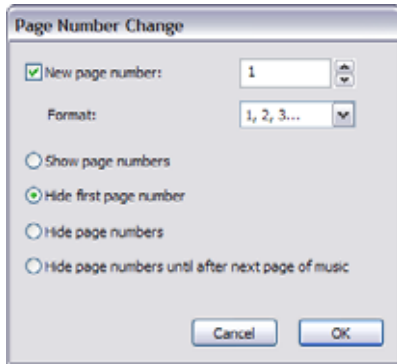 Page Number Change
New page number: 1
Format: 1, 2, 3...
Show page numbers
Hide first page number
Hide page numbers
Hide page numbers until after next page of music
Cancel OK